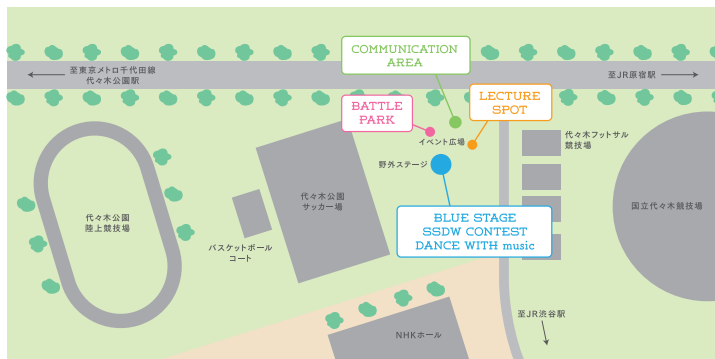 COMMUNICATION
AREA
至東京メトロ千代田線
代々木公園駅
至JR原宿駅
LECTURE
SPOT
BATTLE
PARK
イベント広場
代々木フットサル
競技場
野外ステージ
代々木公園
サッカー場
国立代々木競技場
代々木公園
陸上競技場
BLUE STAGE
SSDW CONTEST
DANCE WITH music
バスケットボール
コート
至JR渋谷駅
NHKホール